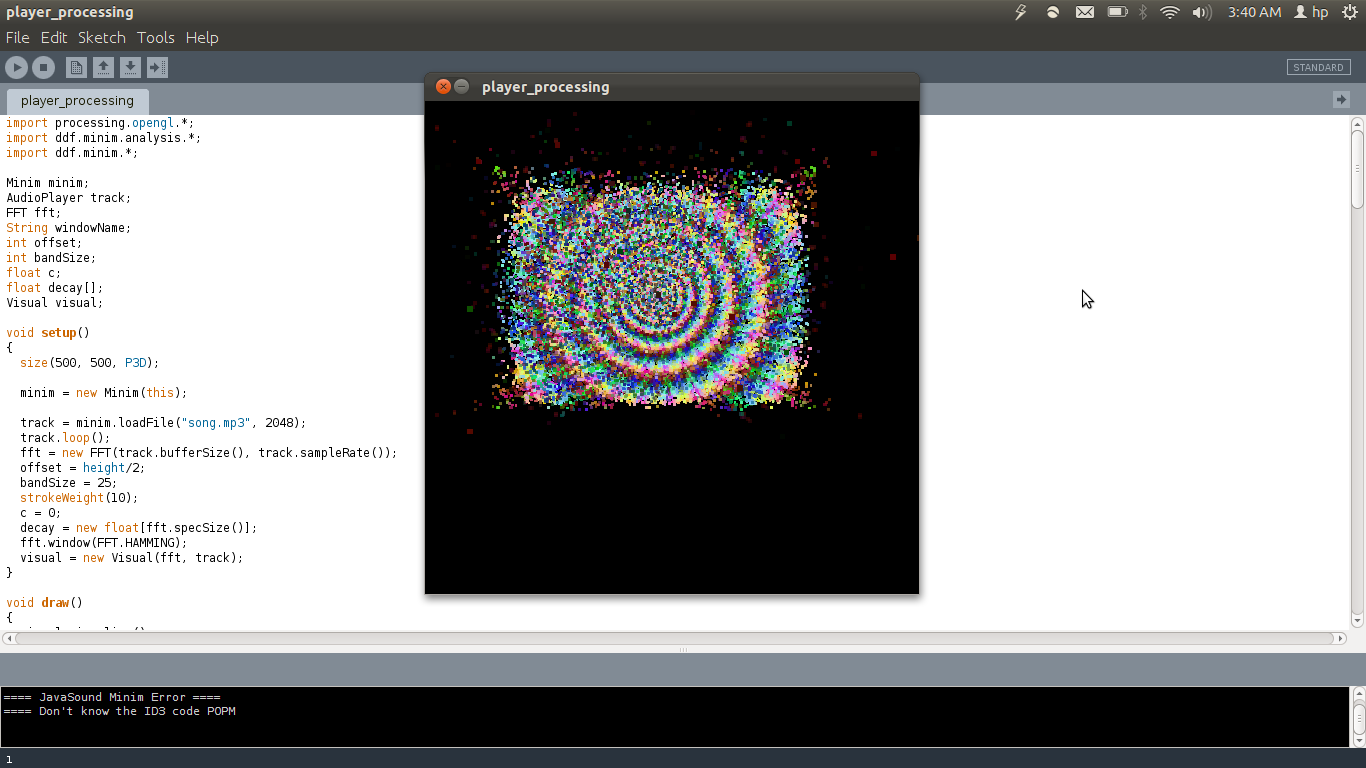 player_processing
3:40 AM hp
File Edit Sketch Tools Help
STANDARD
player_processing
player_processing
import processing.opengl.*;
import ddf.minim.analysis.*;
import ddf.minim.*;
Minim minim;
AudioPlayer track;
FFT fft;
String windowName;
int offset;
int bandSize;
float c;
float decay[];
Visual visual;
void setup()
{
size(500, 500, P3D);
minim = new Minim(this);
track = minim.loadFile("song.mp3", 2048);
track.loop();
fft = new FFT(track.bufferSize(), track.sampleRate());
offset = height/2;
bandSize = 25;
strokeWeight(10);
c = 0;
decay = new float[fft.specSize()];
fft.window(FFT.HAMMING);
visual = new Visual(fft, track);
}
void draw()
{
==== JavaSound Minim Error ====
==== Don't know the ID3 code POPM
1